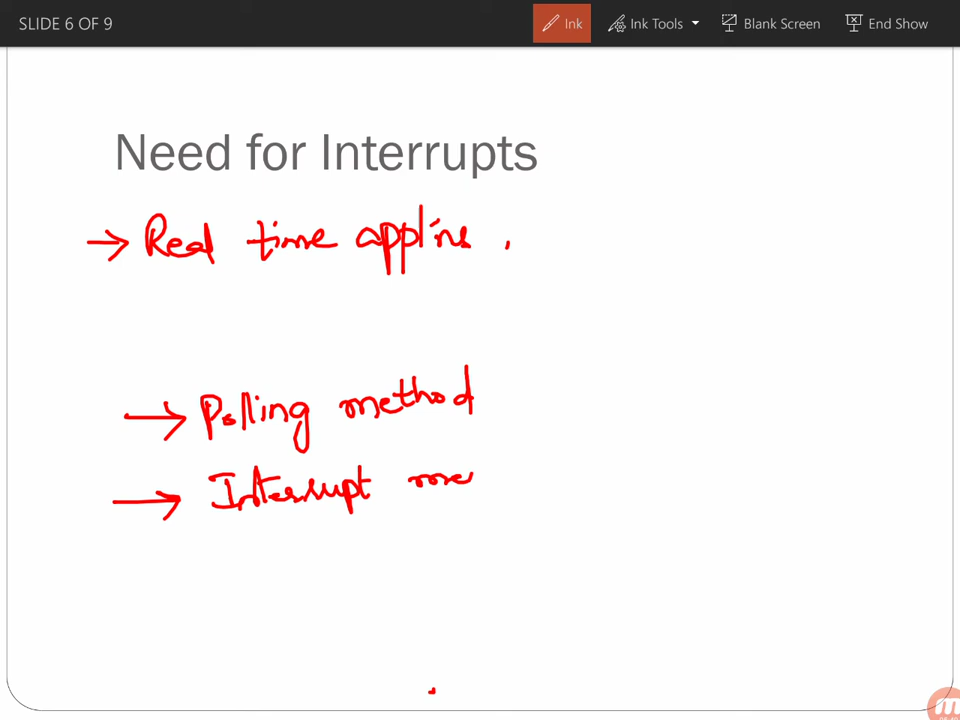 SLIDE 6 OF 9 Ink Ink Tools Blank Screen End Show
Need for Interrupts
→ Real time appl'ns.
→ Polling method
→ Interrupt me